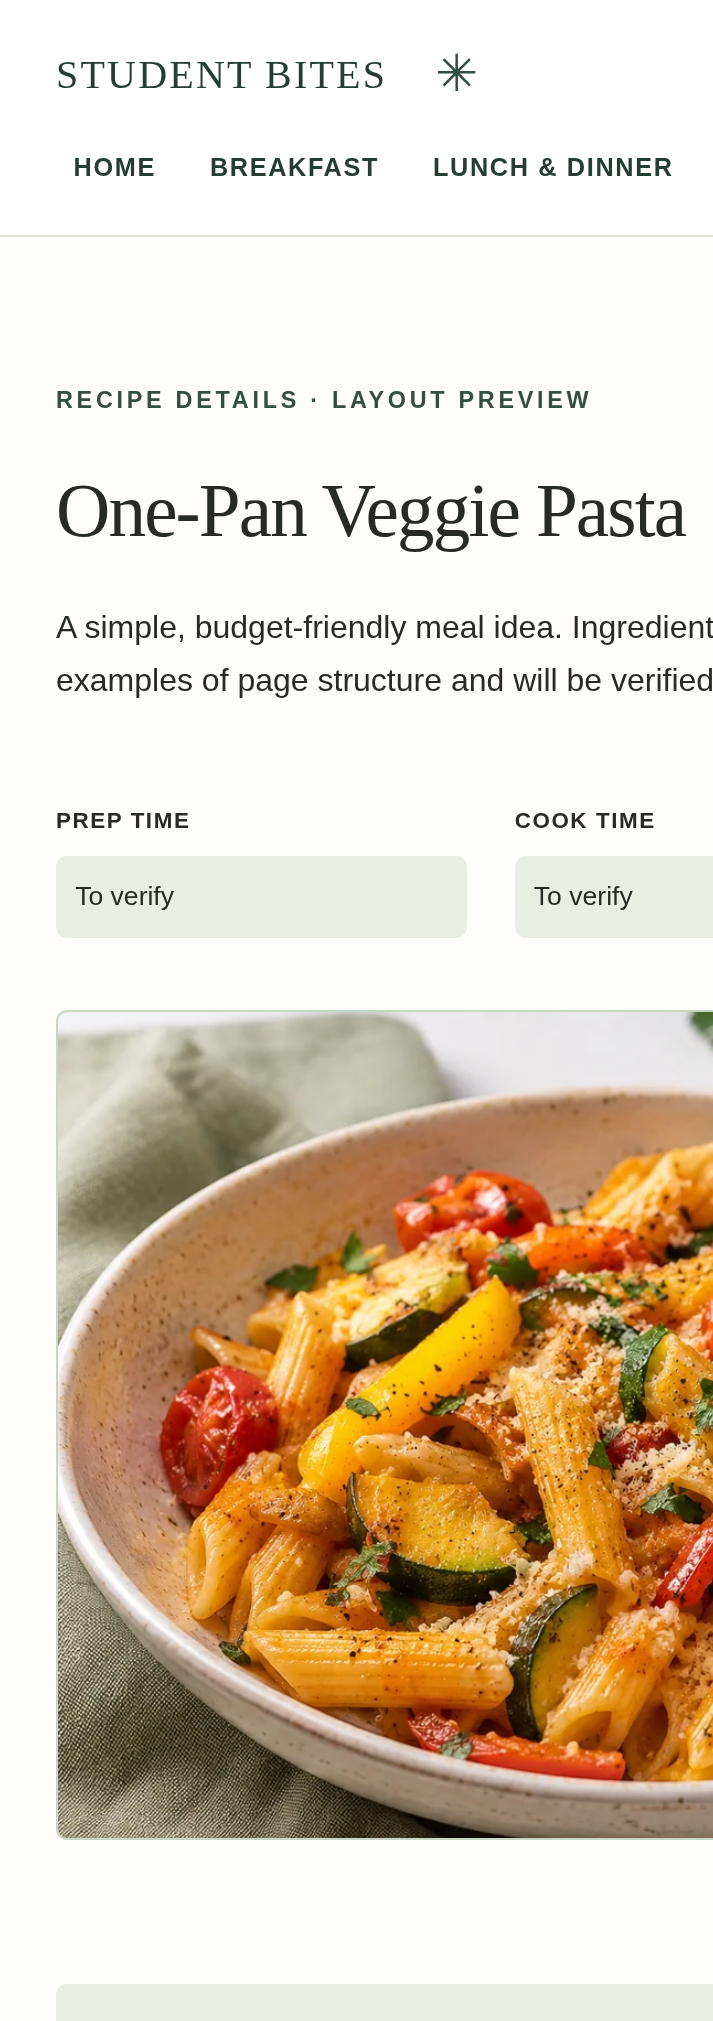 STUDENT BITES
HOME BREAKFAST LUNCH & DINNER
RECIPE DETAILS · LAYOUT PREVIEW
One-Pan Veggie Pasta
A simple, budget-friendly meal idea. Ingredient
examples of page structure and will be verified
PREP TIME COOK TIME
To verify To verify